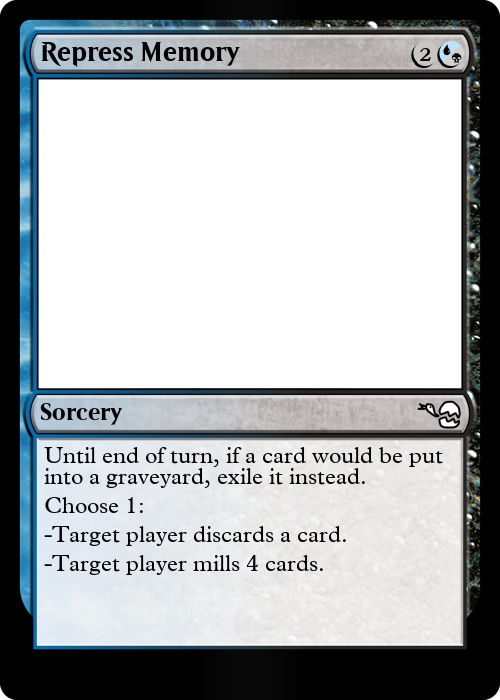 Repress Memory 2
Sorcery
Until end of turn, if a card would be put
into a graveyard, exile it instead.
Choose 1:
-Target player discards a card.
-Target player mills 4 cards.